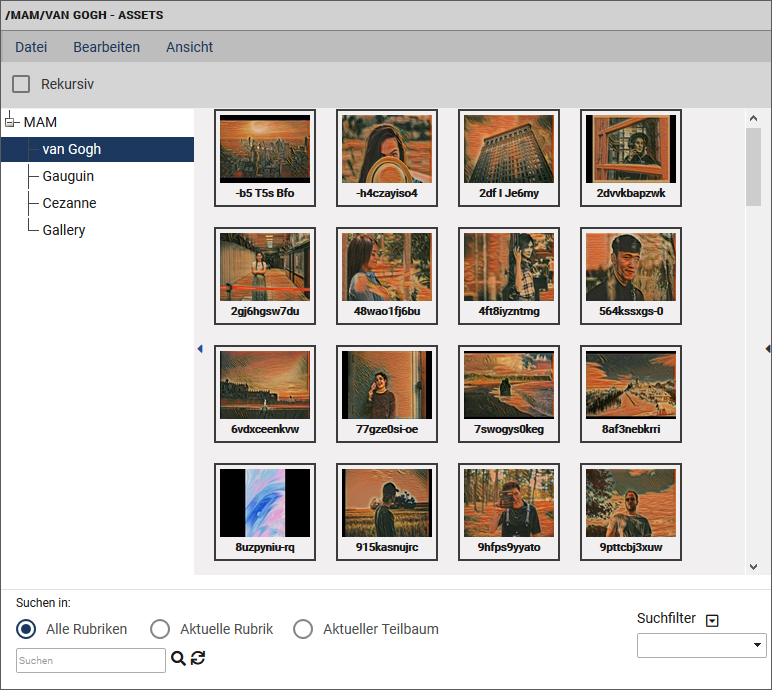 /MAM/VAN GOGH - ASSETS
Datei Bearbeiten Ansicht
Rekursiv
MAM
van Gogh
Gauguin
Cezanne
Gallery
-b5 T5s Bfo -h4czayiso4 2df I Je6my 2dvvkbapzwk
2gj6hgsw7du 48wao1fj6bu 4ft8iyzntmg 564kssxgs-0
6vdxceenkvw 77gze0si-oe 7swogys0keg 8af3nebkrri
8uzpyniu-rq 915kasnujrc 9hfps9yyato 9pttcbj3xuw
Suchen in:
Alle Rubriken Aktuelle Rubrik Aktueller Teilbaum
Suchfilter
Suchen